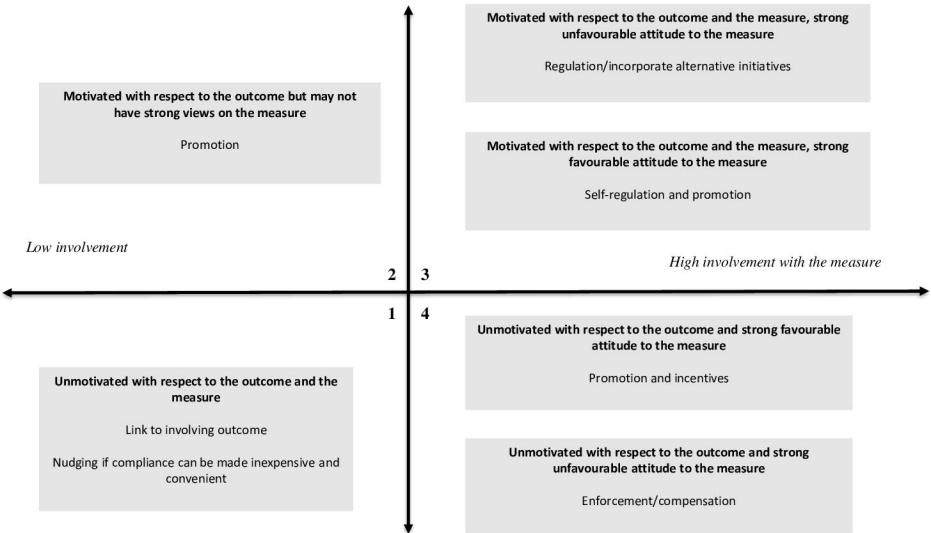 Motivated with respect to the outcome and the measure, strong
unfavourable attitude to the measure
Regulation/incorporate alternative initiatives
Motivated with respect to the outcome but may not
have strong views on the measure
Promotion
Motivated with respect to the outcome and the measure, strong
favourable attitude to the measure
Self-regulation and promotion
Low involvement
High involvement with the measure
2 3
1 4
Unmotivated with respect to the outcome and strong favourable
attitude to the measure
Promotion and incentives
Unmotivated with respect to the outcome and the
measure
Link to involving outcome
Nudging if compliance can be made inexpensive and
convenient
Unmotivated with respect to the outcome and strong
unfavourable attitude to the measure
Enforcement/compensation